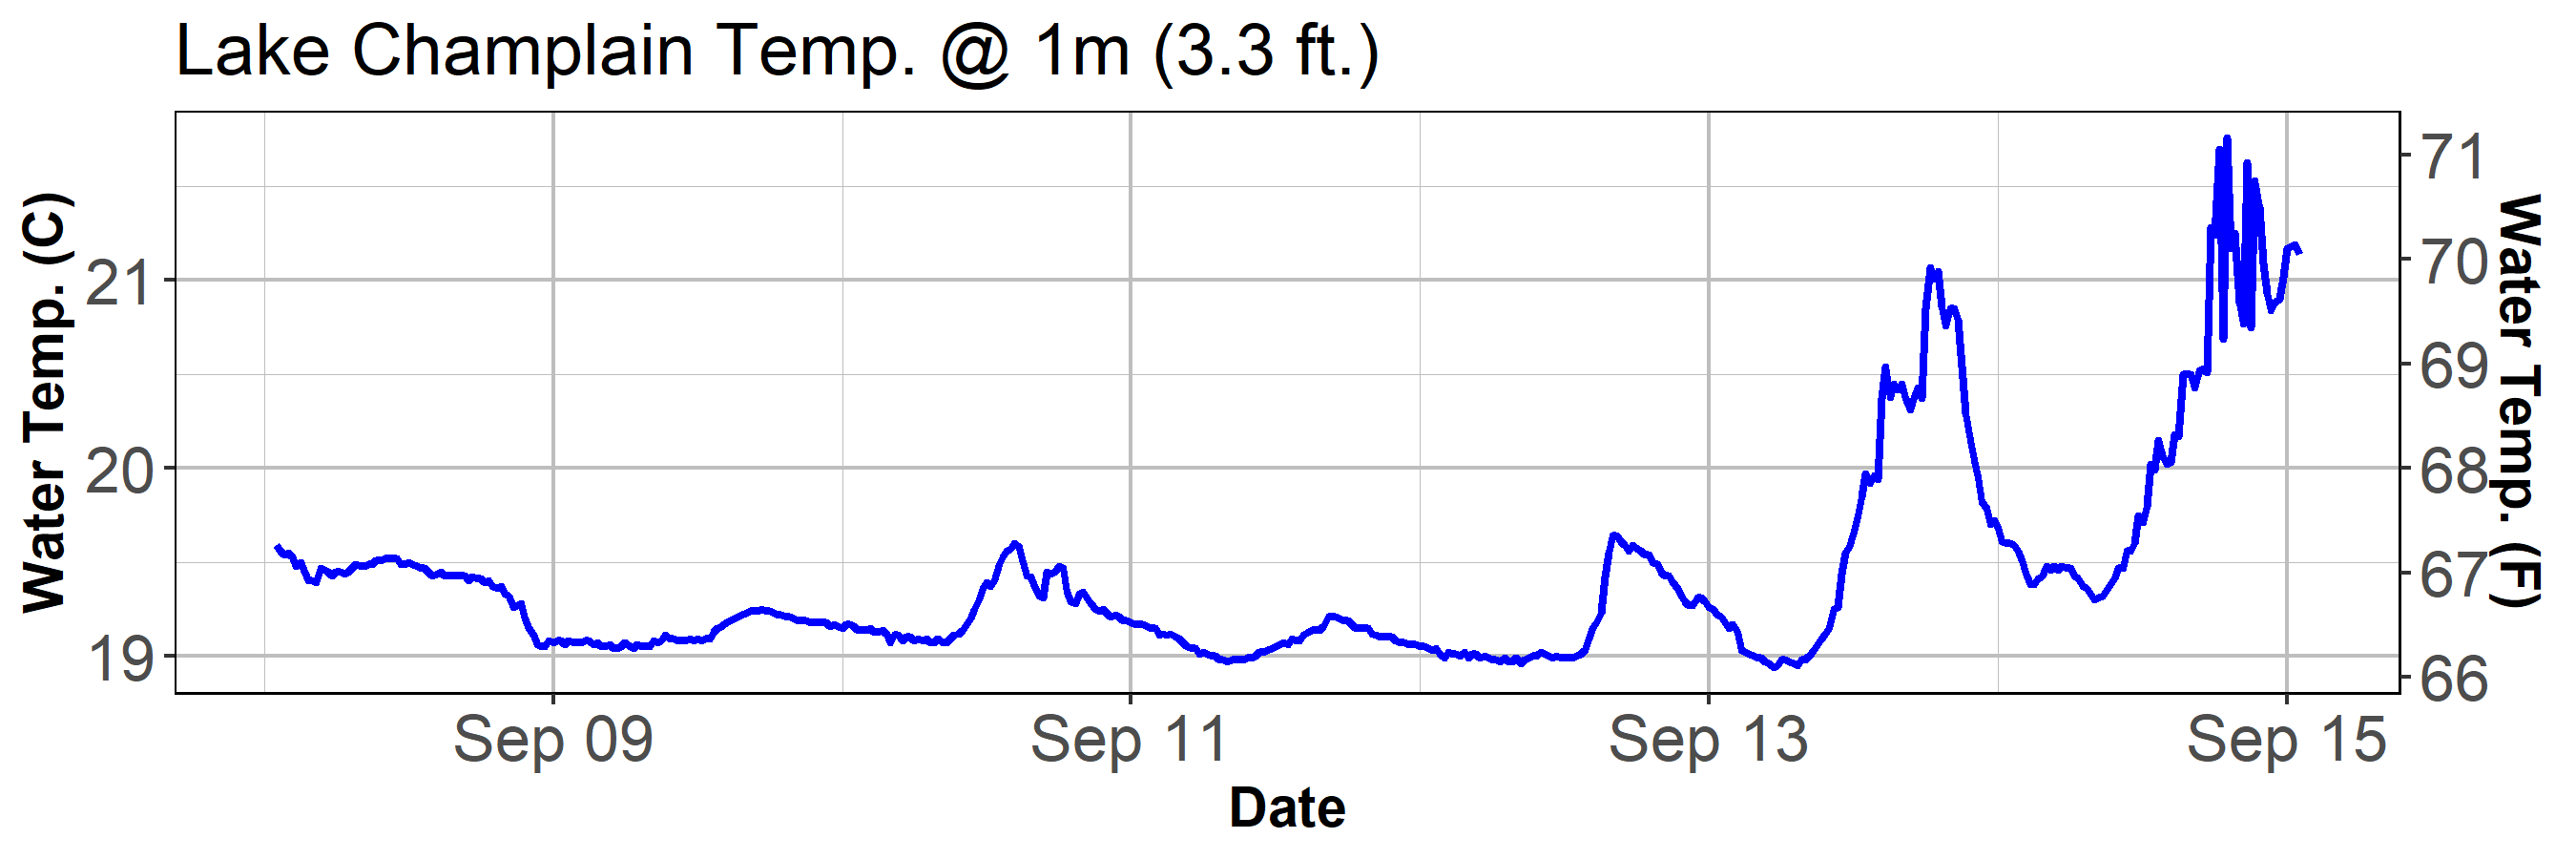 Lake Champlain Temp. @ 1m (3.3 ft.)
Water Temp. (C)
21
20
19
71
70
69
68
67
66
Water Temp. (F)
Sep 09 Sep 11 Sep 13 Sep 15
Date